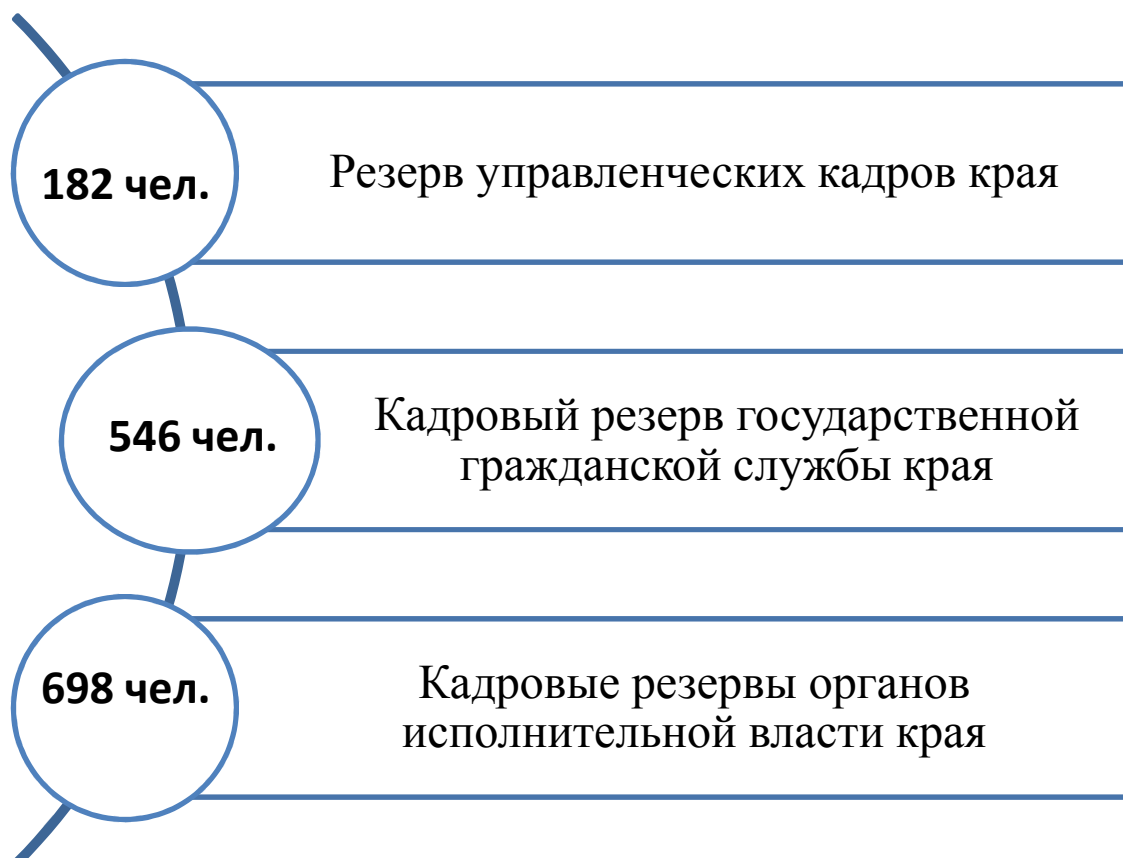 182 чел.
Резерв управленческих кадров края
546 чел.
Кадровый резерв государственной
гражданской службы края
698 чел.
Кадровые резервы органов
исполнительной власти края